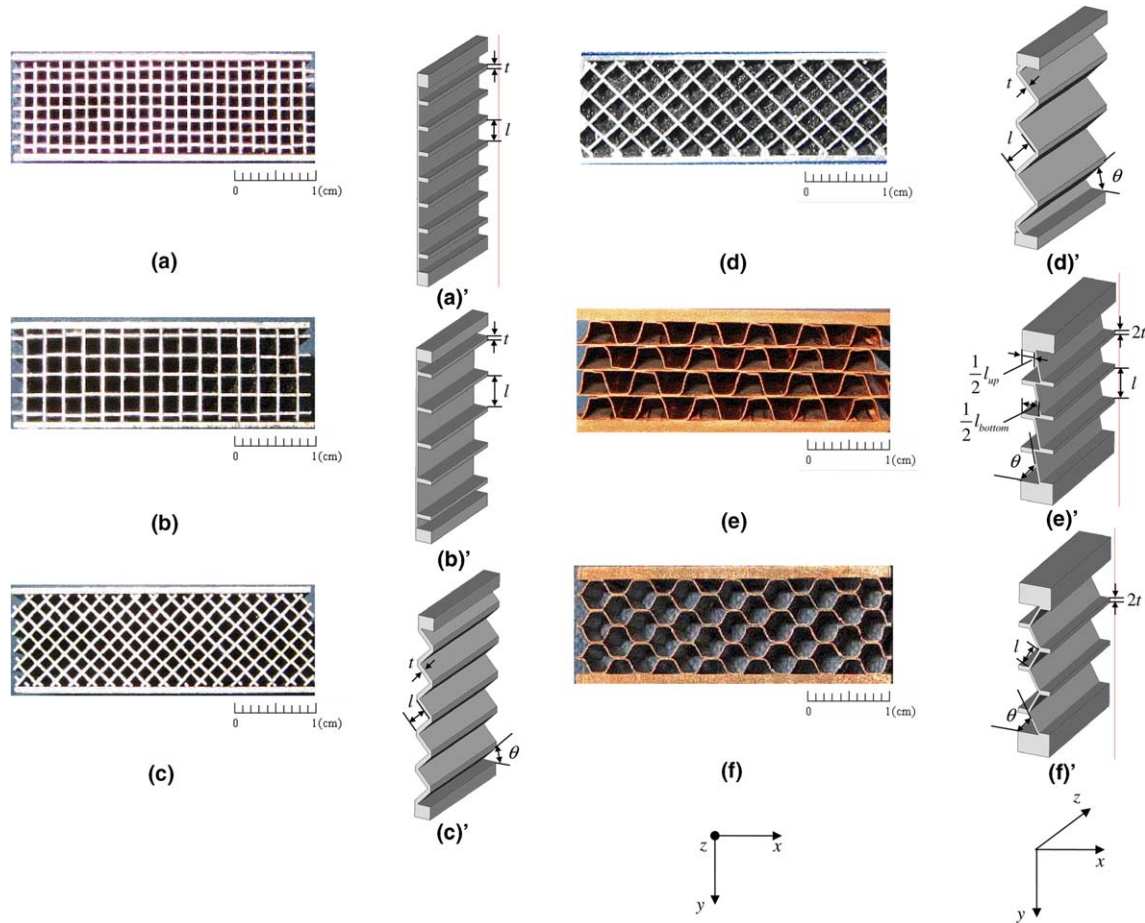 t
l
0 1(cm)
(a)
(a)'
t
l
0 1(cm)
(b)
(b)'
t
l
θ
0 1(cm)
(c)
(c)'
t
l
θ
0 1(cm)
(d)
(d)'
2t
1/2 l_up
l
1/2 l_bottom
θ
0 1(cm)
(e)
(e)'
2t
l
θ
0 1(cm)
(f)
(f)'
z x
y
z
x
y